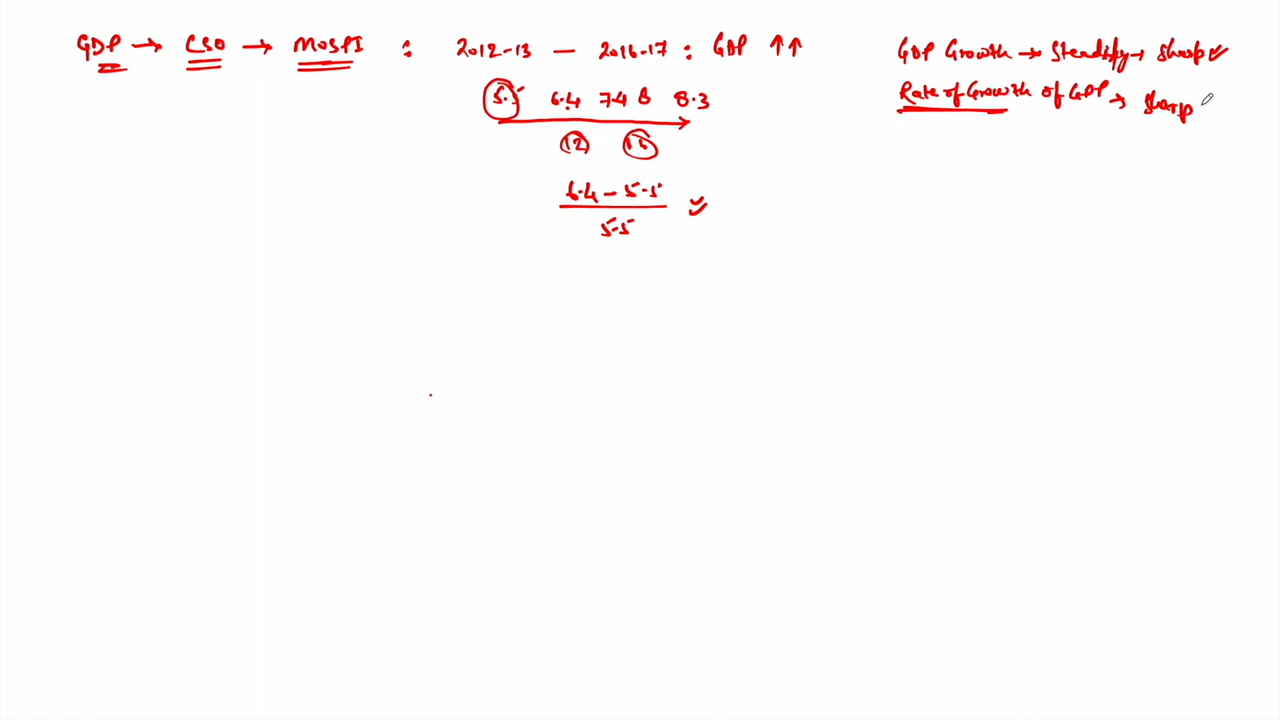 GDP → CSO → MOSPI : 2012-13 — 2016-17 : GDP ↑↑
5.5 6.4 7.4 8 8.3
12 15
6.4 - 5.5
5.5
GDP Growth → Steadily → Sharp ✓
Rate of Growth of GDP → Sharp